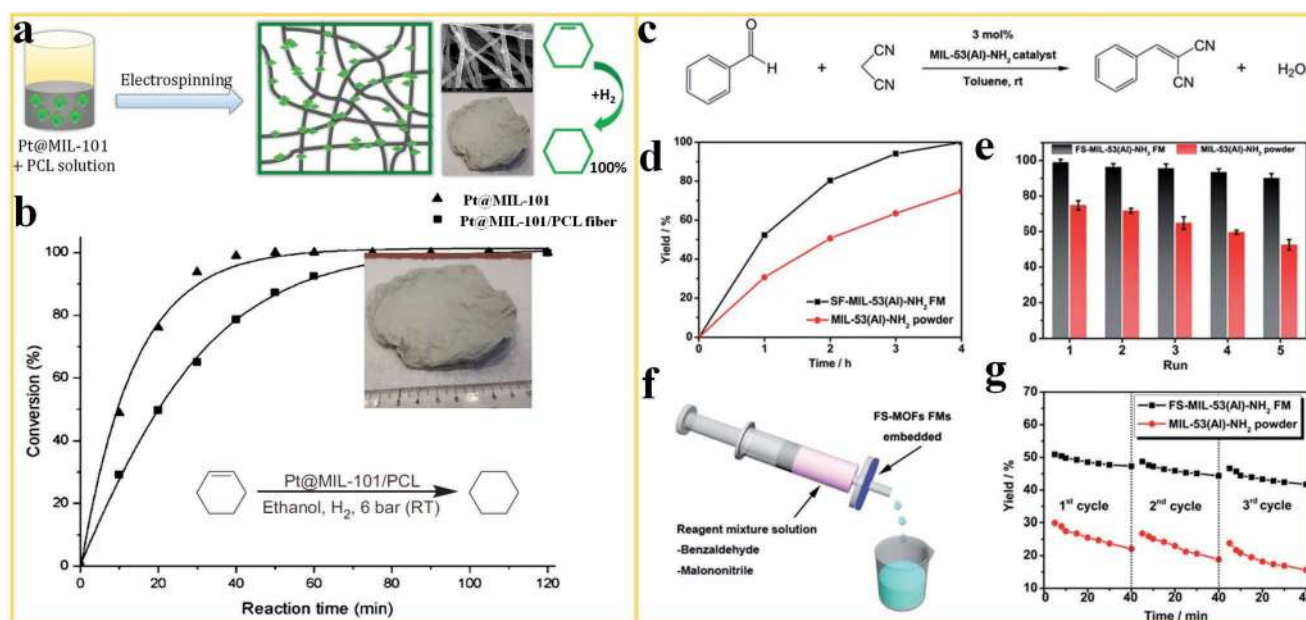 a
Pt@MIL-101
+ PCL solution
Electrospinning
+H₂
100%
b
Pt@MIL-101
Pt@MIL-101/PCL fiber
Conversion (%)
100
80
60
40
20
0
Pt@MIL-101/PCL
Ethanol, H₂, 6 bar (RT)
0 20 40 60 80 100 120
Reaction time (min)
c
O
H
+
CN
CN
3 mol%
MIL-53(Al)-NH₂ catalyst
Toluene, rt
CN
CN
+
H₂O
d
Yield / %
100
80
60
40
20
0
SF-MIL-53(Al)-NH₂ FM
MIL-53(Al)-NH₂ powder
0 1 2 3 4
Time / h
e
FS-MIL-53(Al)-NH₂ FM
MIL-53(Al)-NH₂ powder
Yield / %
100
80
60
40
20
0
1 2 3 4 5
Run
f
FS-MOFs FMs
embedded
Reagent mixture solution
-Benzaldehyde
-Malononitrile
g
FS-MIL-53(Al)-NH₂ FM
MIL-53(Al)-NH₂ powder
Yield / %
70
60
50
40
30
20
10
1st cycle
2nd cycle
3rd cycle
0 20 40 20 40 20 4
Time / min